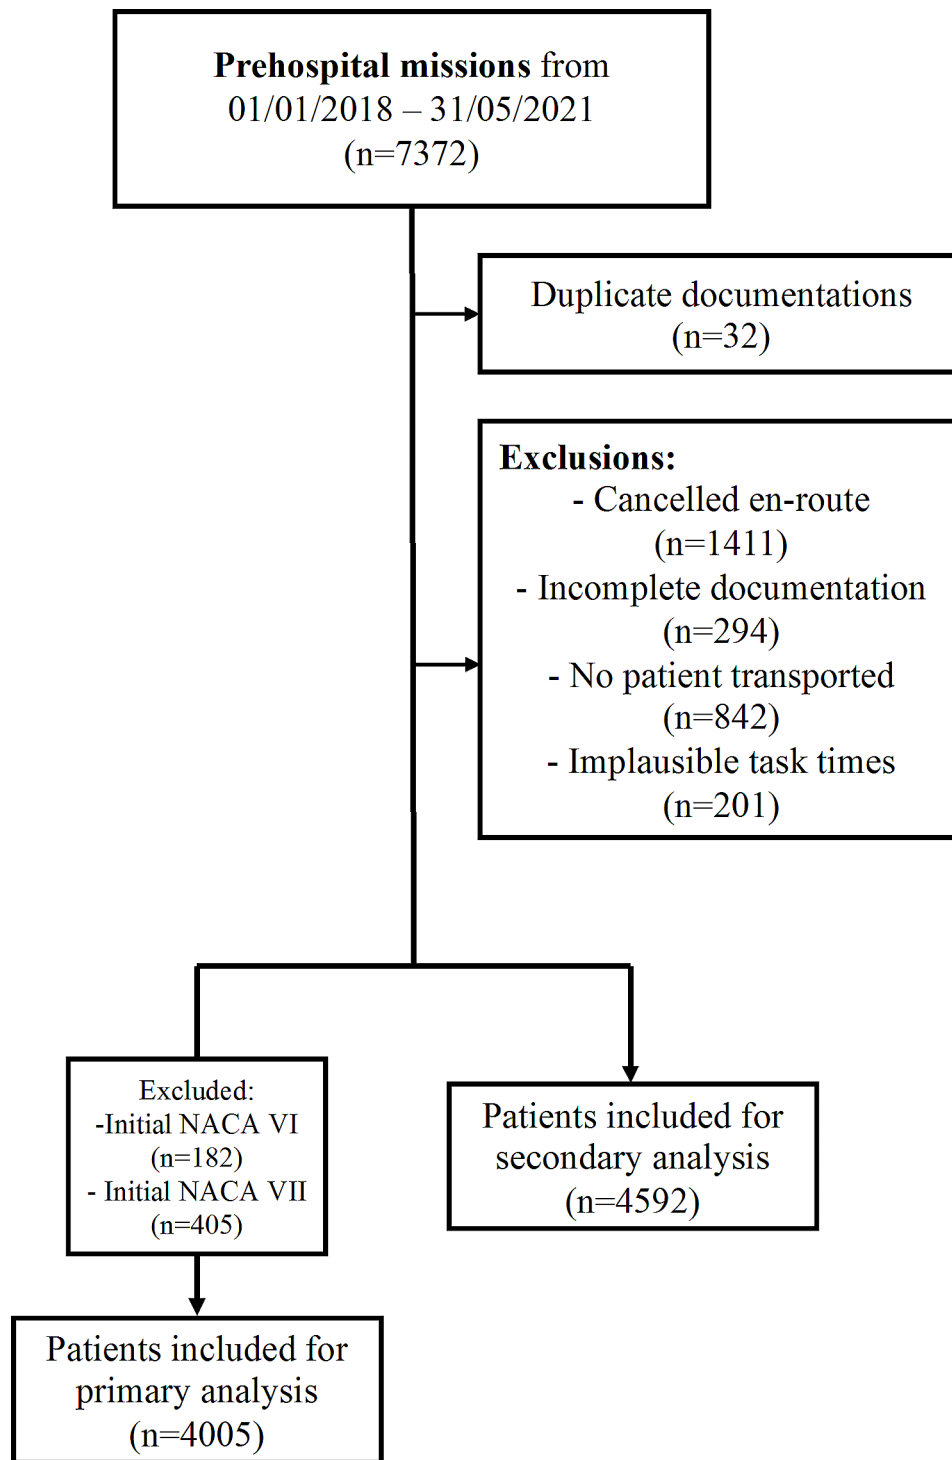 Prehospital missions from
01/01/2018 – 31/05/2021
(n=7372)
Duplicate documentations
(n=32)
Exclusions:
- Cancelled en-route
(n=1411)
- Incomplete documentation
(n=294)
- No patient transported
(n=842)
- Implausible task times
(n=201)
Excluded:
-Initial NACA VI
(n=182)
- Initial NACA VII
(n=405)
Patients included for
secondary analysis
(n=4592)
Patients included for
primary analysis
(n=4005)